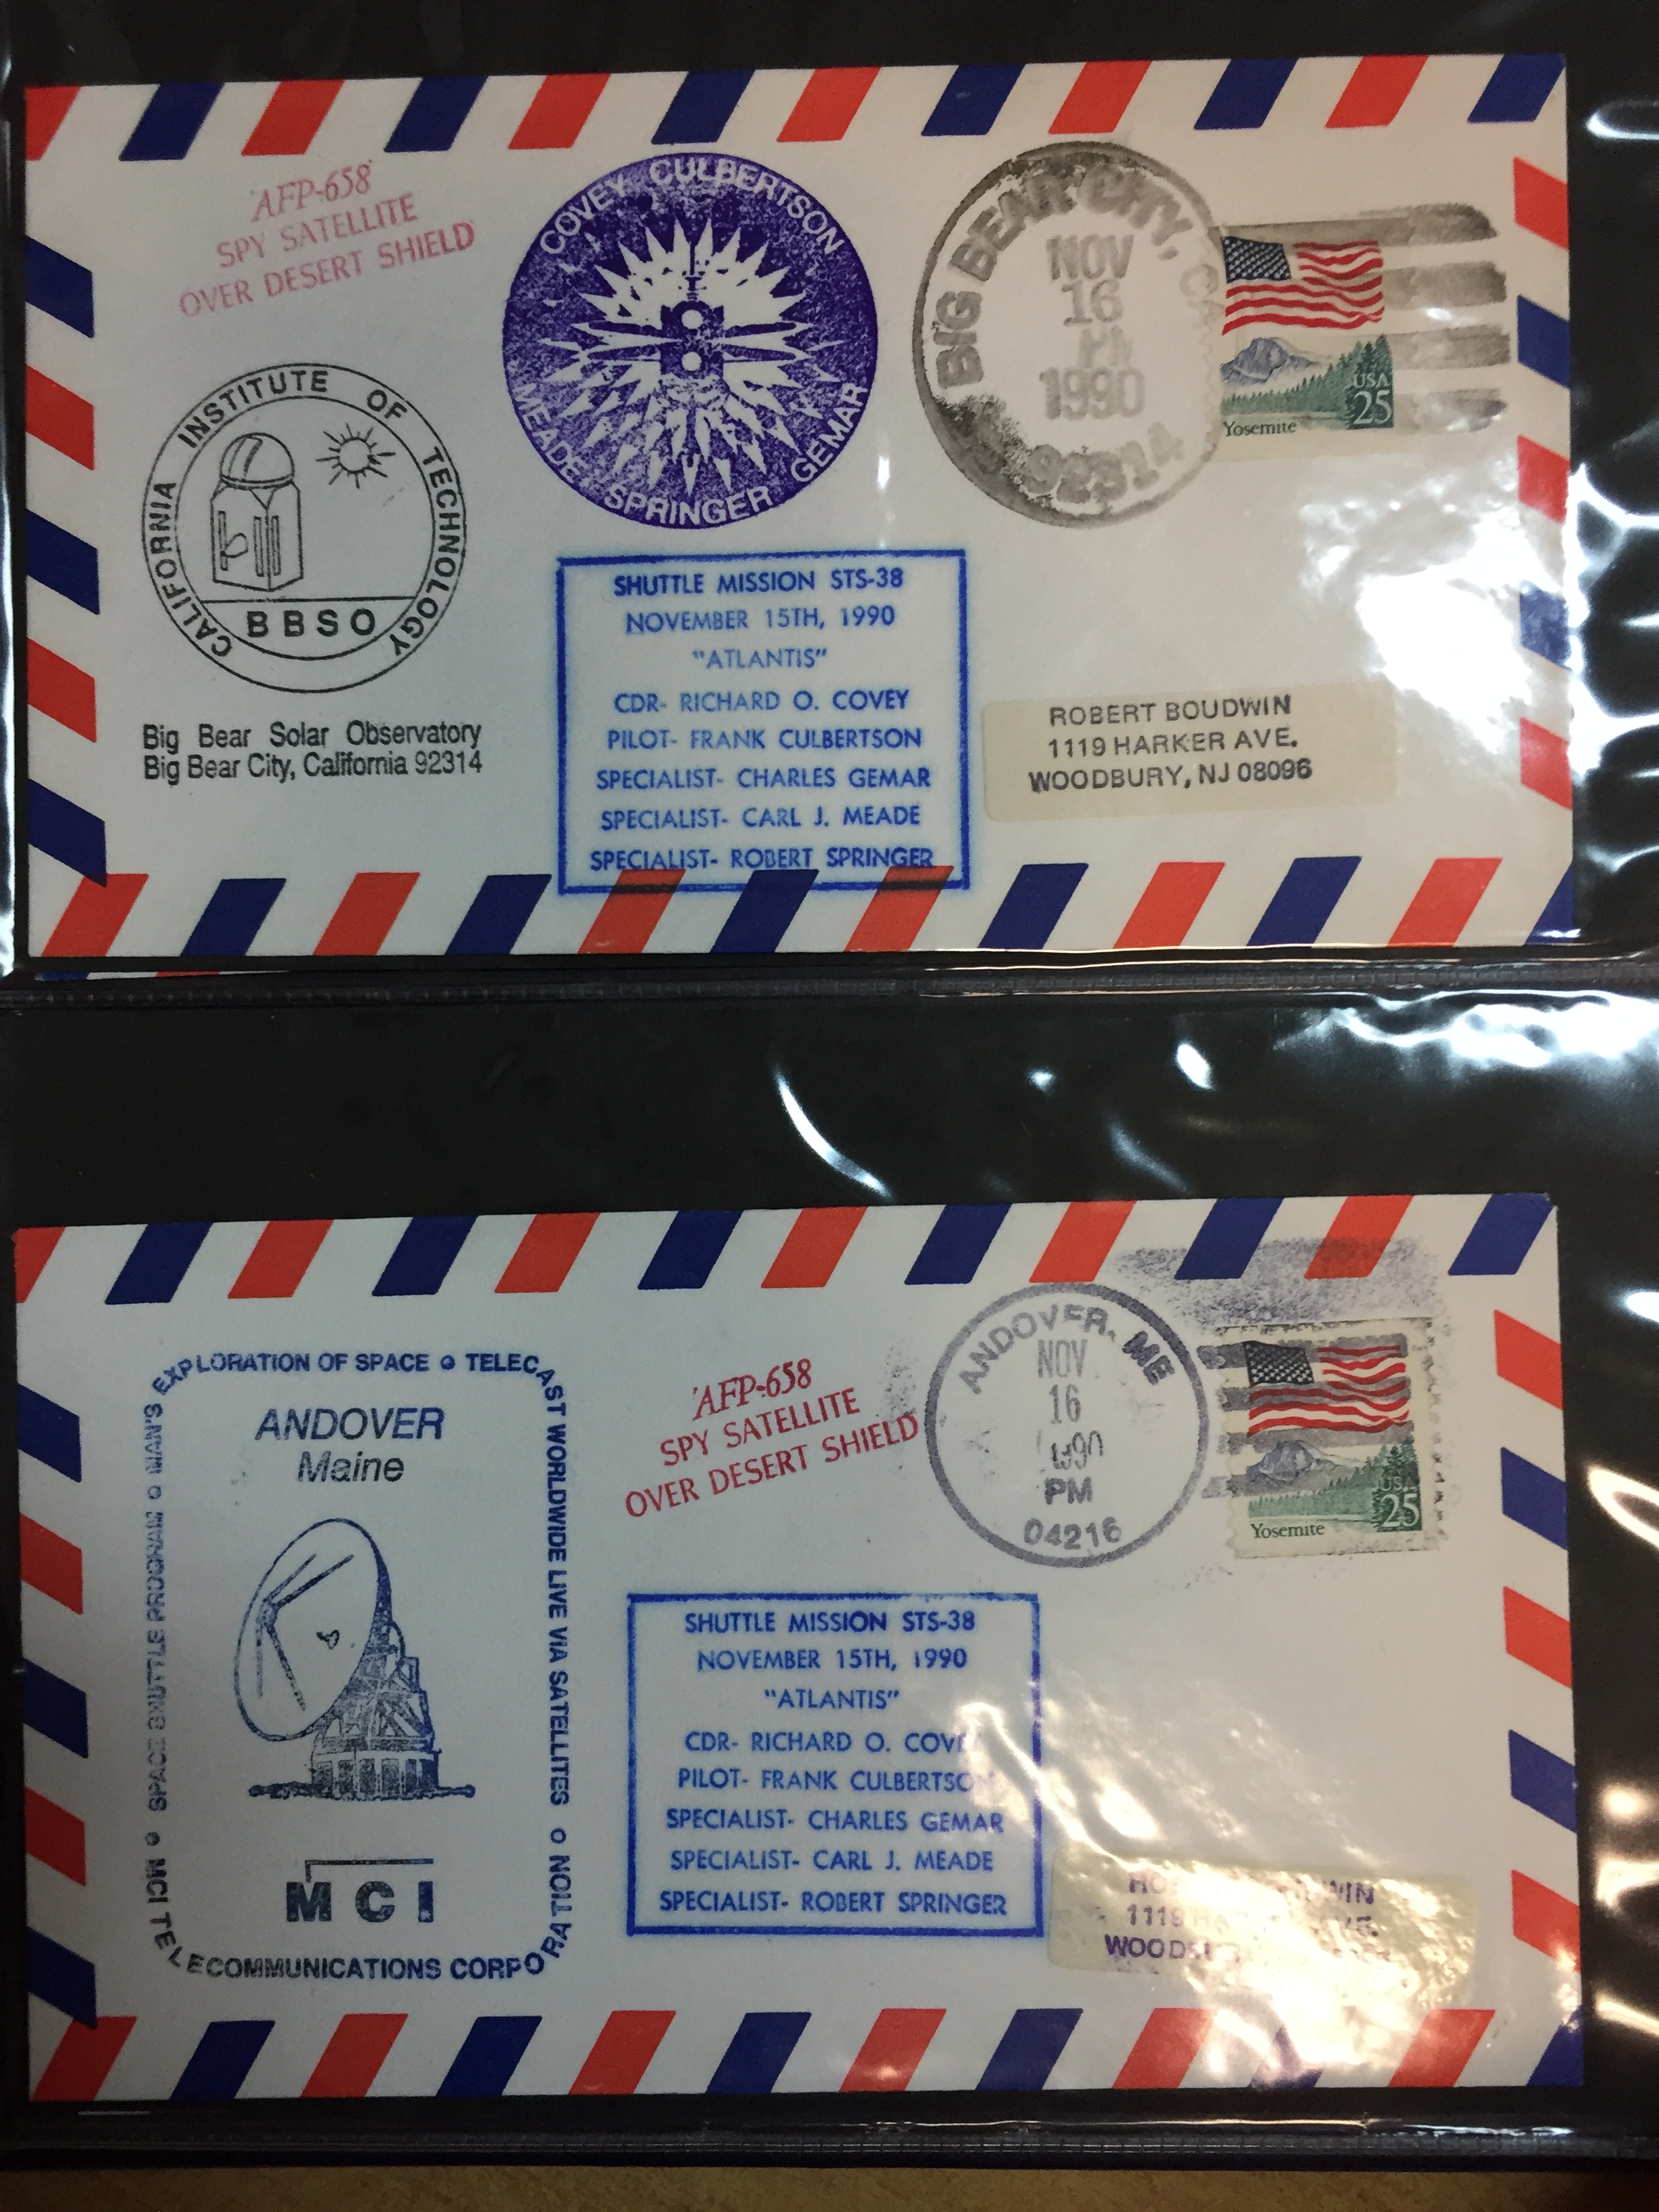 AFP-658
SPY SATELLITE
OVER DESERT SHIELD
COVEY CULBERTSON
MEADE SPRINGER GEMAR
BIG BEAR CITY, CA
NOV
16
PM
1990
92314
USA
25
Yosemite
CALIFORNIA INSTITUTE OF TECHNOLOGY
BBSO
Big Bear Solar Observatory
Big Bear City, California 92314
SHUTTLE MISSION STS-38
NOVEMBER 15TH, 1990
"ATLANTIS"
CDR- RICHARD O. COVEY
PILOT- FRANK CULBERTSON
SPECIALIST- CHARLES GEMAR
SPECIALIST- CARL J. MEADE
SPECIALIST- ROBERT SPRINGER
ROBERT BOUDWIN
1119 HARKER AVE.
WOODBURY, NJ 08096
MCI TELECOMMUNICATIONS CORPORATION
SPACE SHUTTLE PROGRAM
MAN'S EXPLORATION OF SPACE
TELECAST WORLDWIDE LIVE VIA SATELLITES
ANDOVER
Maine
MCI
AFP-658
SPY SATELLITE
OVER DESERT SHIELD
ANDOVER, ME
NOV
16
PM
04216
USA
25
Yosemite
SHUTTLE MISSION STS-38
NOVEMBER 15TH, 1990
"ATLANTIS"
CDR- RICHARD O. COVEY
PILOT- FRANK CULBERTSON
SPECIALIST- CHARLES GEMAR
SPECIALIST- CARL J. MEADE
SPECIALIST- ROBERT SPRINGER
1119